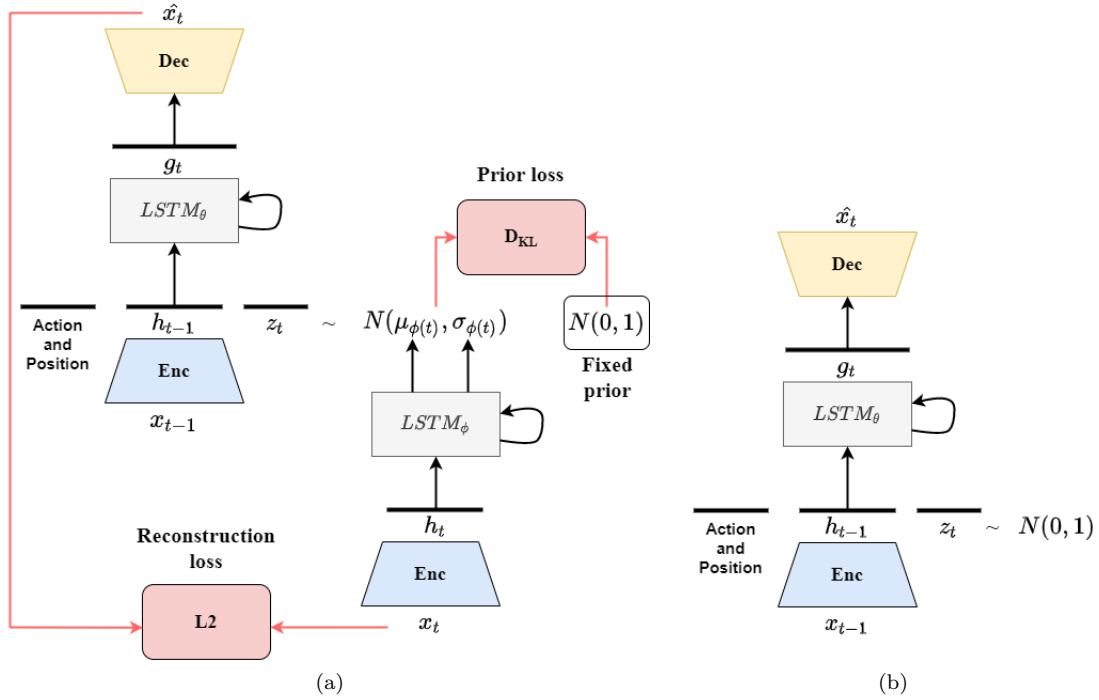 x̂_t
Dec
g_t
LSTM_θ
Action
and
Position
h_{t−1}
z_t ~ N(μ_{ϕ(t)}, σ_{ϕ(t)})
Enc
x_{t−1}
Prior loss
D_KL
N(0, 1)
Fixed
prior
LSTM_ϕ
h_t
Enc
x_t
Reconstruction
loss
L2
(a)
x̂_t
Dec
g_t
LSTM_θ
Action
and
Position
h_{t−1}
z_t ~ N(0, 1)
Enc
x_{t−1}
(b)